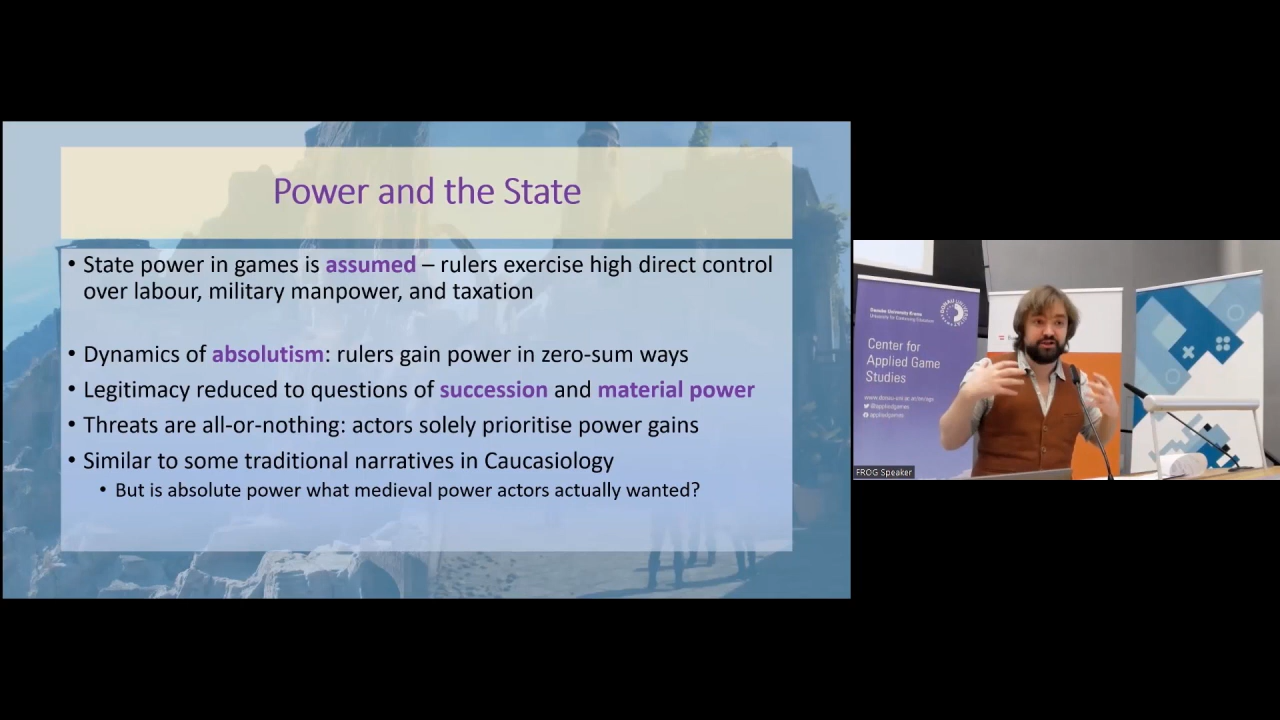 Power and the State
• State power in games is assumed – rulers exercise high direct control
over labour, military manpower, and taxation
• Dynamics of absolutism: rulers gain power in zero-sum ways
• Legitimacy reduced to questions of succession and material power
• Threats are all-or-nothing: actors solely prioritise power gains
• Similar to some traditional narratives in Caucasiology
• But is absolute power what medieval power actors actually wanted?
Center for
Applied Game
Studies
FROG Speaker